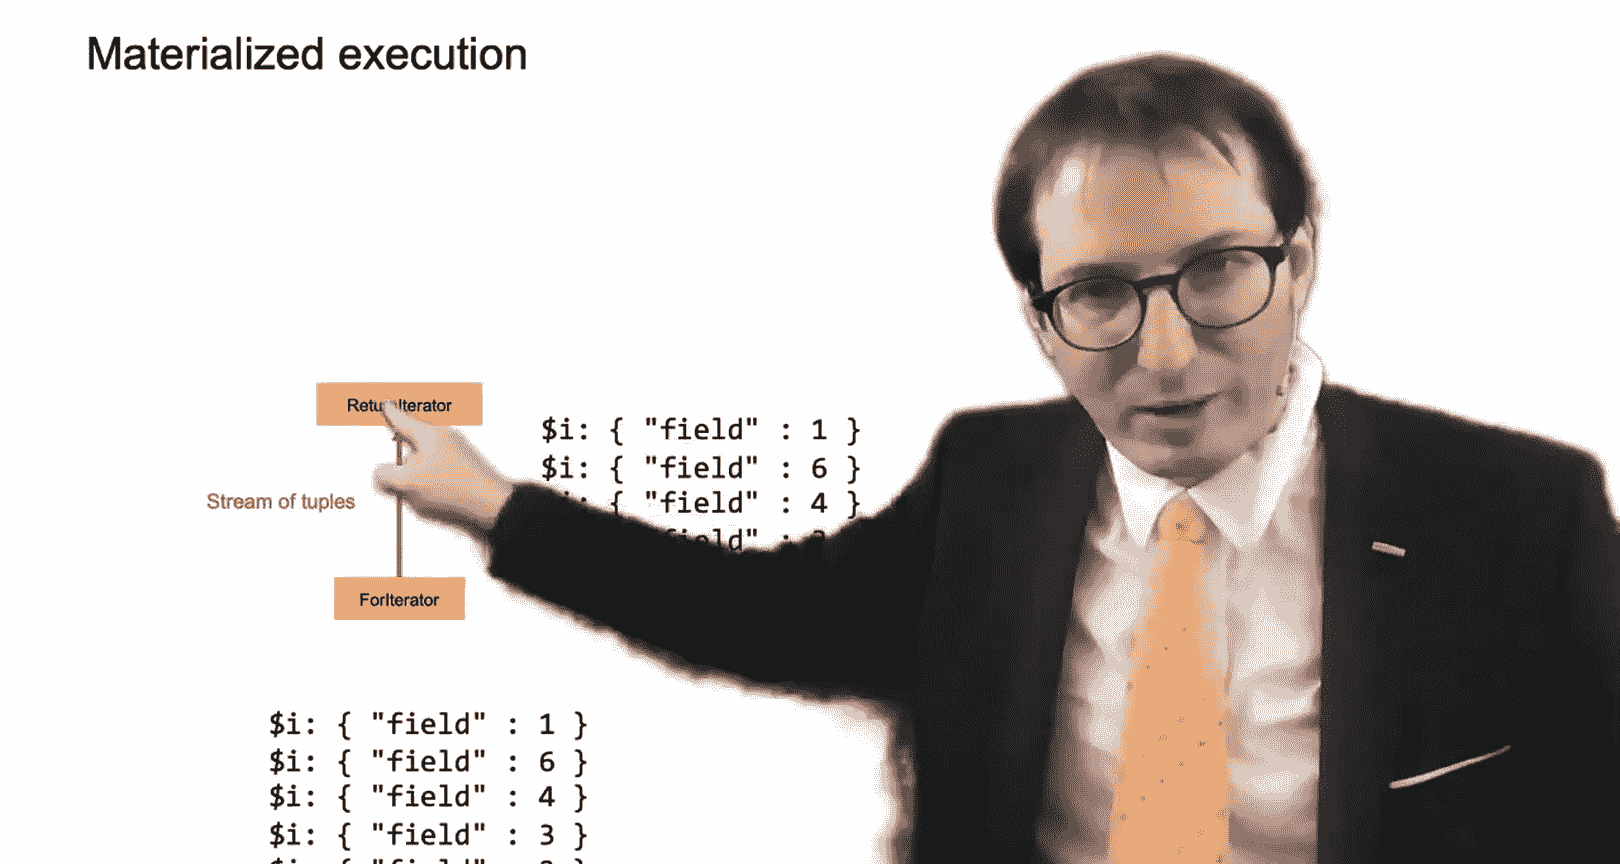 Materialized execution
Iterator
$i: { "field" : 1 }
$i: { "field" : 6 }
{ "field" : 4 }
Stream of tuples
ForIterator
$i: { "field" : 1 }
$i: { "field" : 6 }
$i: { "field" : 4 }
$i: { "field" : 3 }